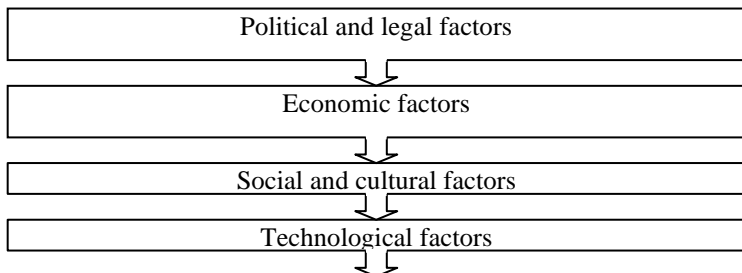 Political and legal factors
Economic factors
Social and cultural factors
Technological factors